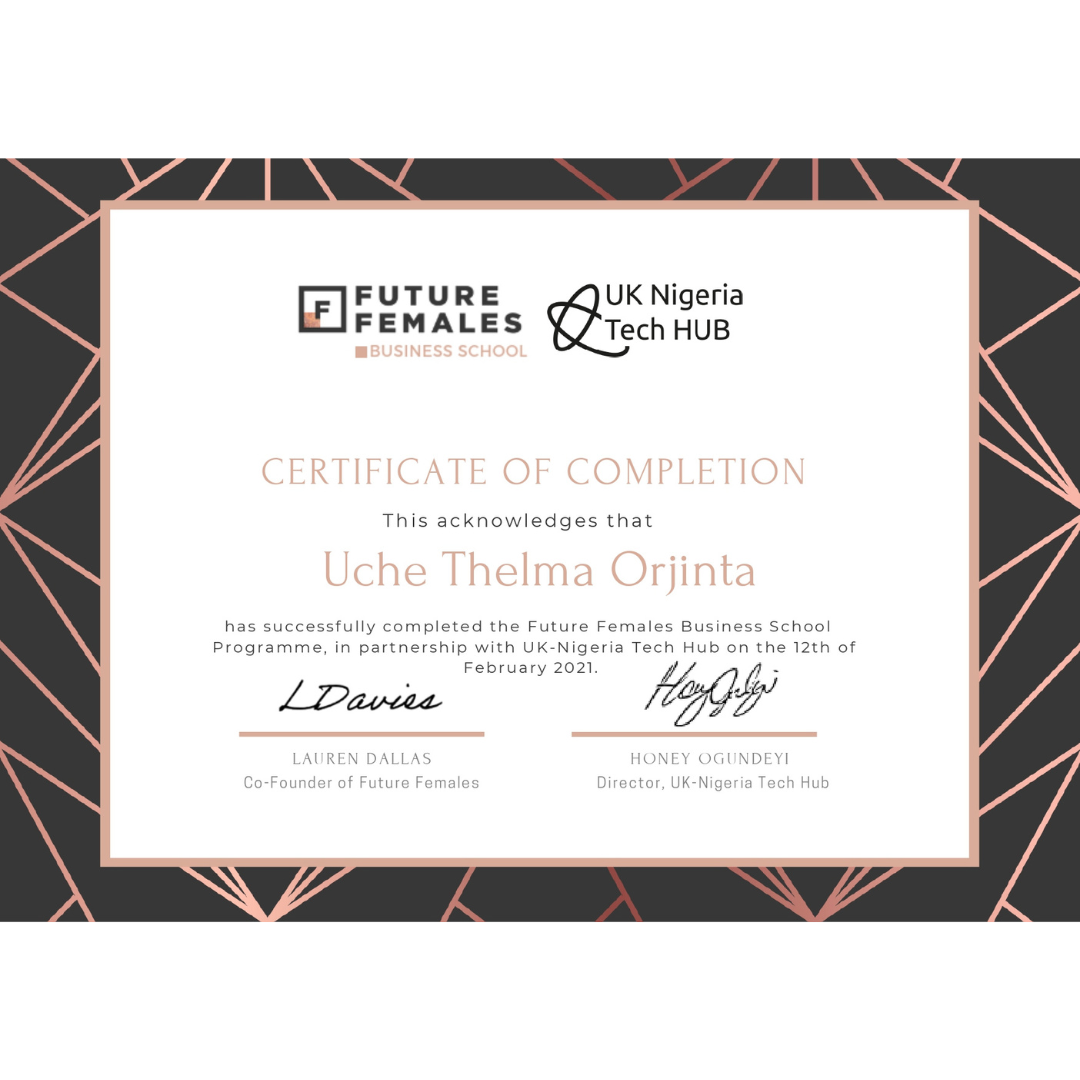 F FUTURE
FEMALES
BUSINESS SCHOOL
UK Nigeria
Tech HUB
CERTIFICATE OF COMPLETION
This acknowledges that
Uche Thelma Orjinta
has successfully completed the Future Females Business School
Programme, in partnership with UK-Nigeria Tech Hub on the 12th of
February 2021.
LDavies
LAUREN DALLAS
Co-Founder of Future Females
HONEY OGUNDEYI
Director, UK-Nigeria Tech Hub